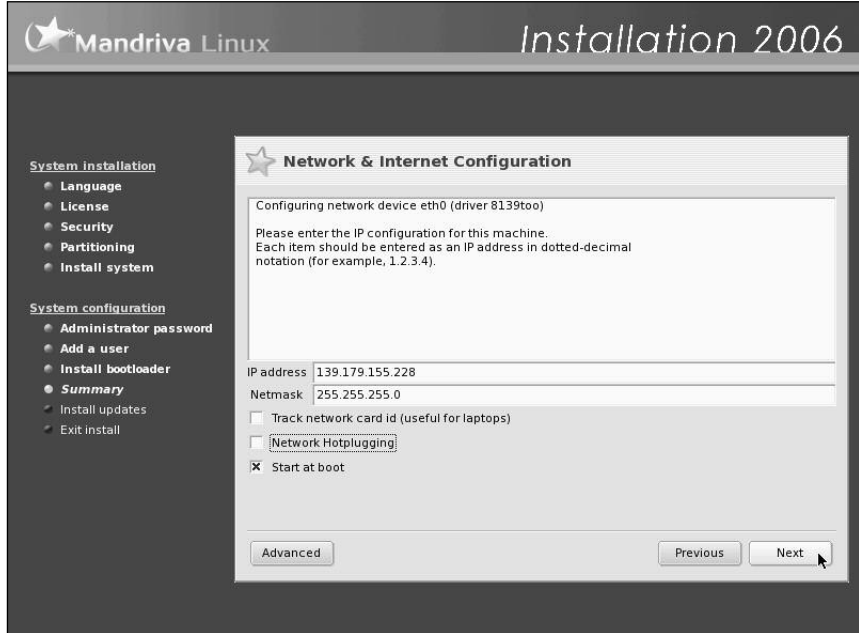 Mandriva Linux
Installation 2006
System installation
Language
License
Security
Partitioning
Install system
System configuration
Administrator password
Add a user
Install bootloader
Summary
Install updates
Exit install
Network & Internet Configuration
Configuring network device eth0 (driver 8139too)
Please enter the IP configuration for this machine.
Each item should be entered as an IP address in dotted-decimal
notation (for example, 1.2.3.4).
IP address 139.179.155.228
Netmask 255.255.255.0
Track network card id (useful for laptops)
Network Hotplugging
Start at boot
Advanced
Previous
Next